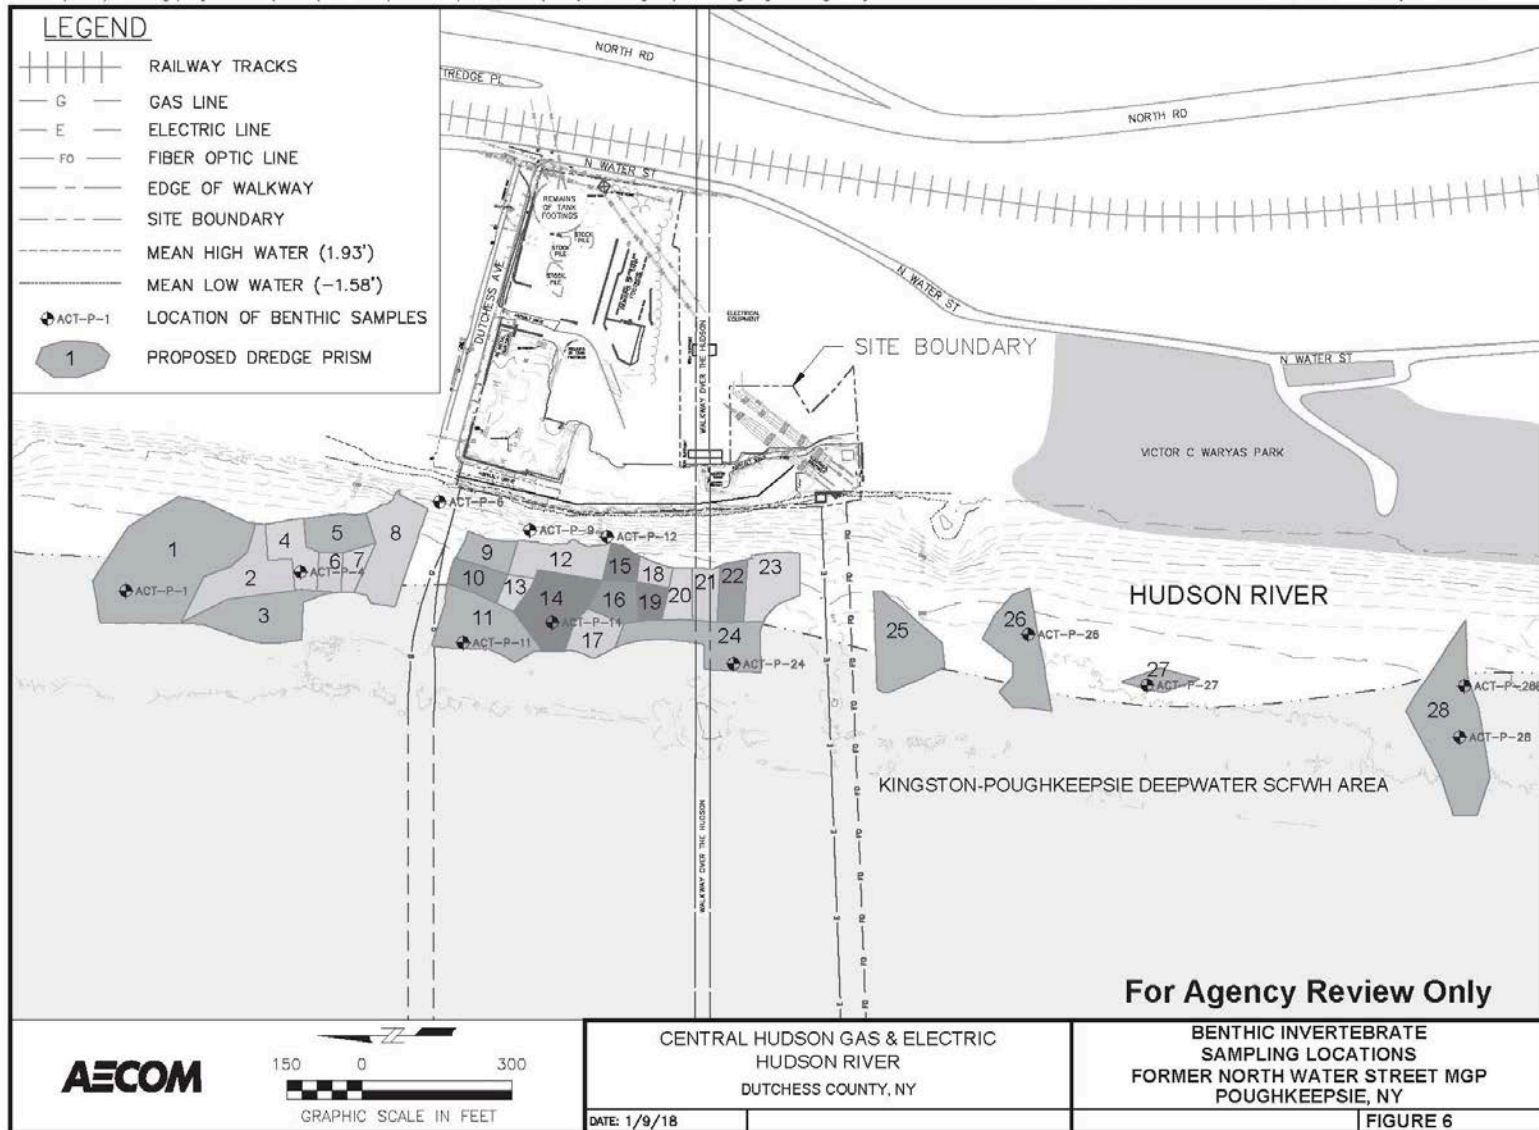 LEGEND
RAILWAY TRACKS
G
GAS LINE
E
ELECTRIC LINE
FO
FIBER OPTIC LINE
EDGE OF WALKWAY
SITE BOUNDARY
MEAN HIGH WATER (1.93')
MEAN LOW WATER (-1.58')
ACT-P-1
LOCATION OF BENTHIC SAMPLES
1
PROPOSED DREDGE PRISM
NORTH RD
NORTH RD
N WATER ST
REMAINS
OF TANK
FOOTINGS
STOCK
PILE
STOCK
PILE
STOCK
PILE
DUTCHESS AVE
N WATER ST
ELECTRICAL
EQUIPMENT
WALKWAY OVER THE HUDSON
SITE BOUNDARY
N WATER ST
VICTOR C WARYAS PARK
1
2
3
4
5
6
7
8
ACT-P-1
ACT-P-4
ACT-P-6
ACT-P-9
ACT-P-12
9
10
11
12
13
14
15
16
17
18
19
20
21
22
23
24
ACT-P-11
ACT-P-14
ACT-P-24
25
26
ACT-P-26
27
ACT-P-27
28
ACT-P-28B
ACT-P-28
HUDSON RIVER
KINGSTON-POUGHKEEPSIE DEEPWATER SCFWH AREA
WALKWAY OVER THE HUDSON
For Agency Review Only
AECOM
150 0 300
GRAPHIC SCALE IN FEET
CENTRAL HUDSON GAS & ELECTRIC
HUDSON RIVER
DUTCHESS COUNTY, NY
DATE: 1/9/18
BENTHIC INVERTEBRATE
SAMPLING LOCATIONS
FORMER NORTH WATER STREET MGP
POUGHKEEPSIE, NY
FIGURE 6